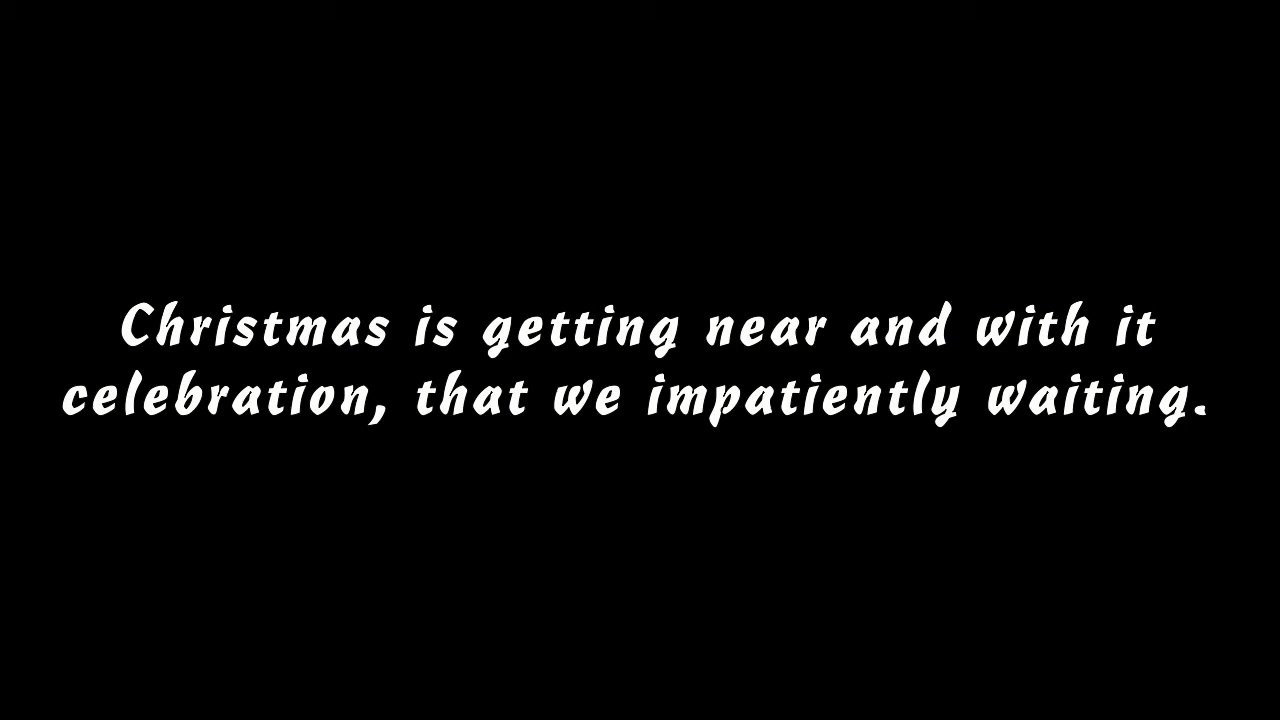 Christmas is getting near and with it
celebration, that we impatiently waiting.